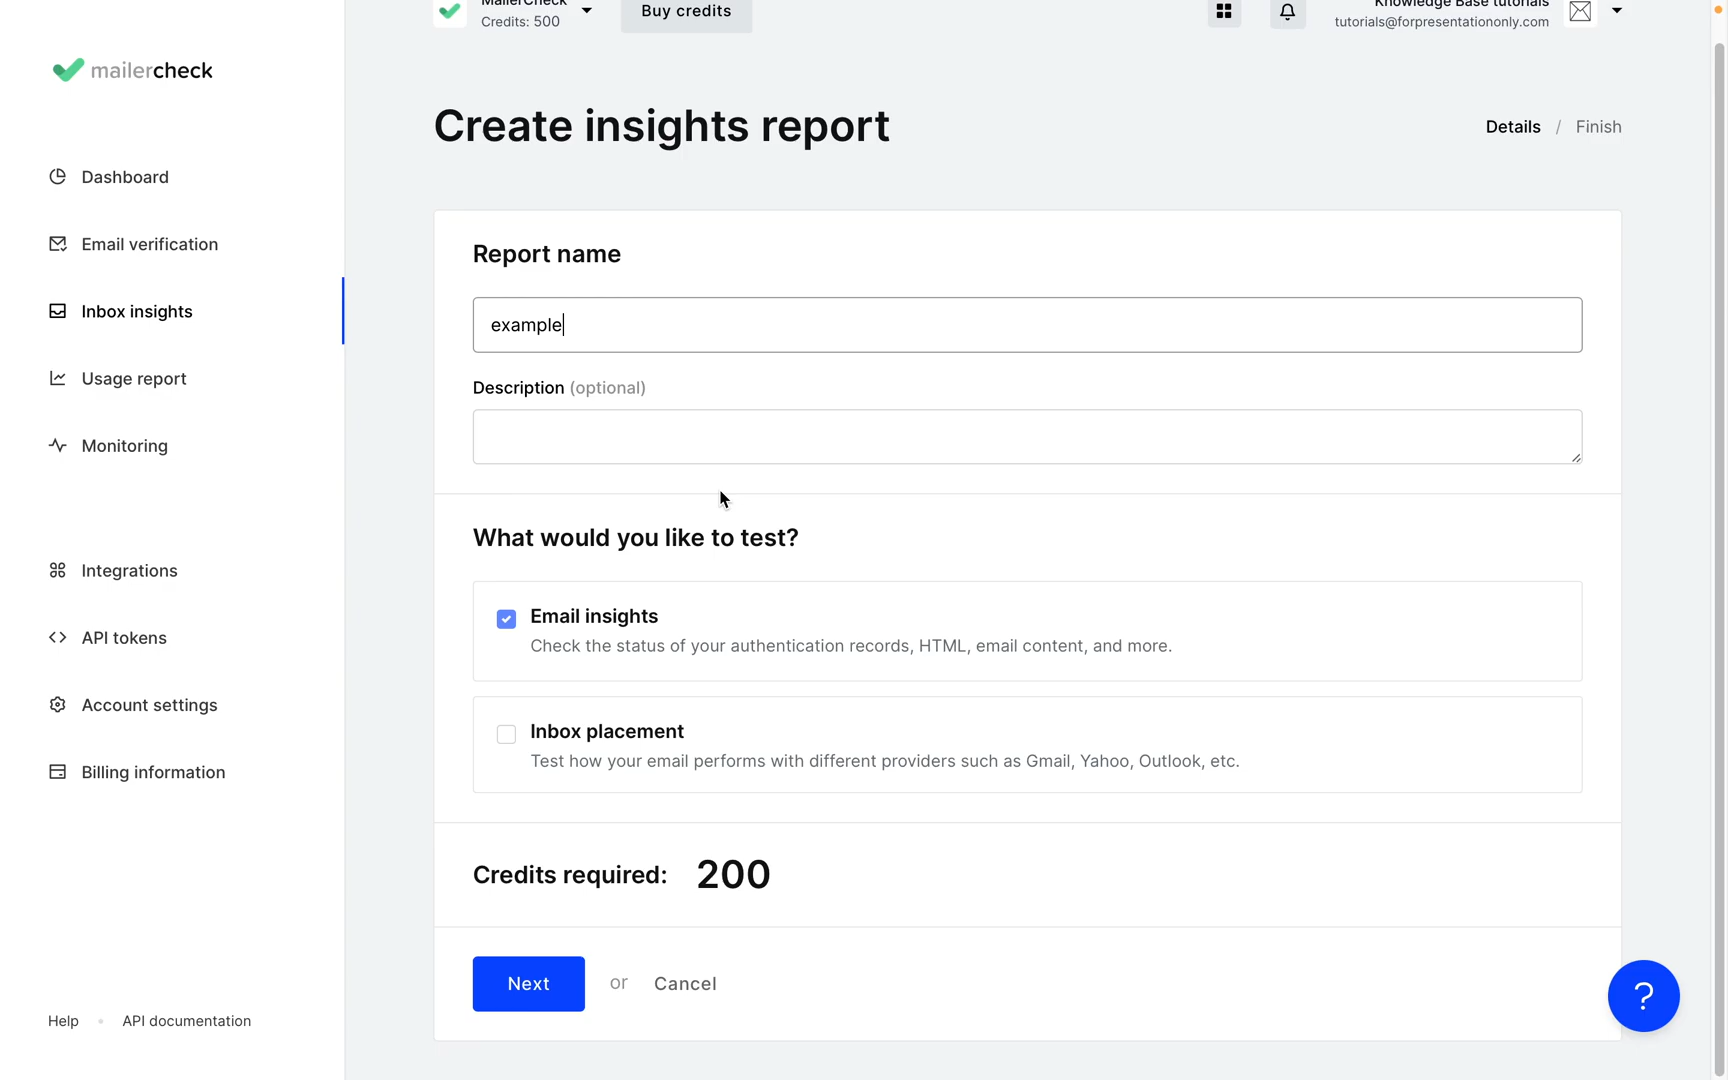 MailerCheck
Credits: 500
Buy credits
Knowledge Base tutorials
tutorials@forpresentationonly.com
mailercheck
Dashboard
Email verification
Inbox insights
Usage report
Monitoring
Integrations
API tokens
Account settings
Billing information
Help
API documentation
Create insights report
Details / Finish
Report name
example
Description (optional)
What would you like to test?
Email insights
Check the status of your authentication records, HTML, email content, and more.
Inbox placement
Test how your email performs with different providers such as Gmail, Yahoo, Outlook, etc.
Credits required: 200
Next or Cancel
?